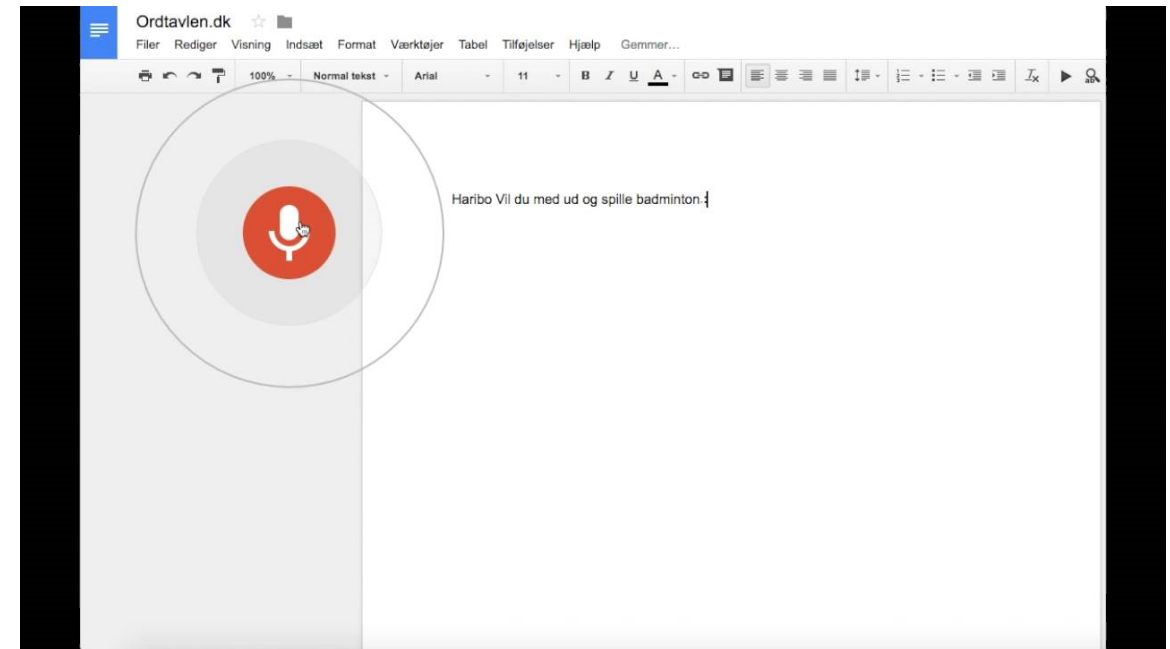 Ordtavlen.dk
Filer Rediger Visning Indsæt Format Værktøjer Tabel Tilføjelser Hjælp Gemmer...
100% Normal tekst Arial 11 B I U A
Haribo Vil du med ud og spille badminton